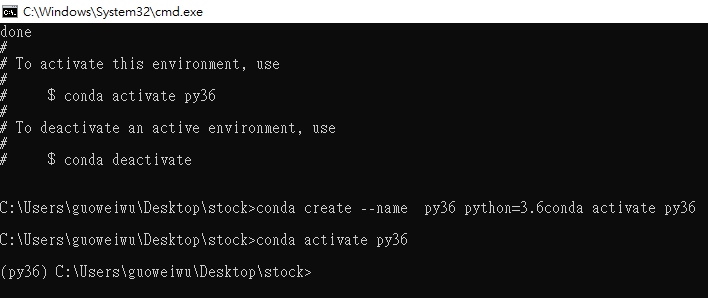 C:\Windows\System32\cmd.exe
done
#
# To activate this environment, use
#
#     $ conda activate py36
#
# To deactivate an active environment, use
#
#     $ conda deactivate
C:\Users\guoweiwu\Desktop\stock>conda create --name  py36 python=3.6conda activate py36
C:\Users\guoweiwu\Desktop\stock>conda activate py36
(py36) C:\Users\guoweiwu\Desktop\stock>